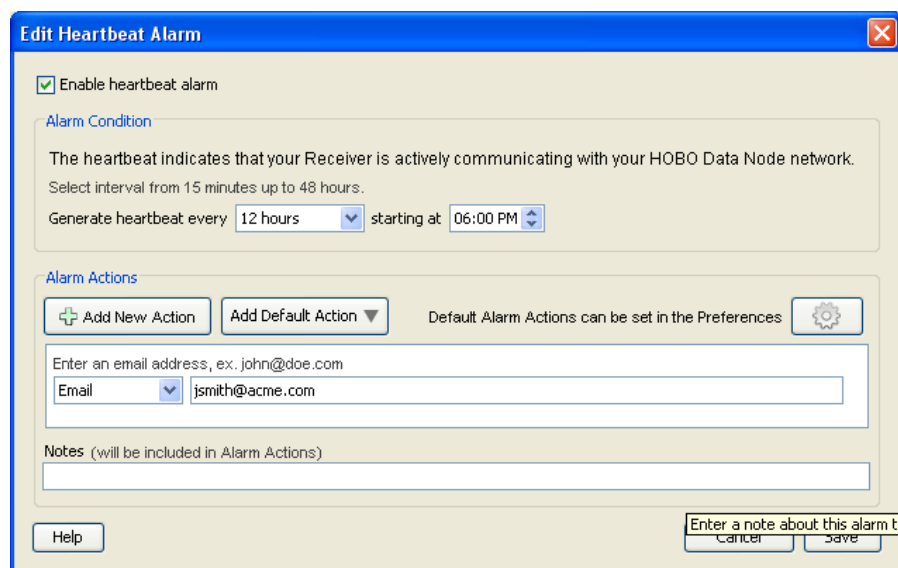 Edit Heartbeat Alarm
Enable heartbeat alarm
Alarm Condition
The heartbeat indicates that your Receiver is actively communicating with your HOBO Data Node network.
Select interval from 15 minutes up to 48 hours.
Generate heartbeat every 12 hours starting at 06:00 PM
Alarm Actions
Add New Action Add Default Action Default Alarm Actions can be set in the Preferences
Enter an email address, ex. john@doe.com
Email jsmith@acme.com
Notes (will be included in Alarm Actions)
Enter a note about this alarm t
Help Cancel Save